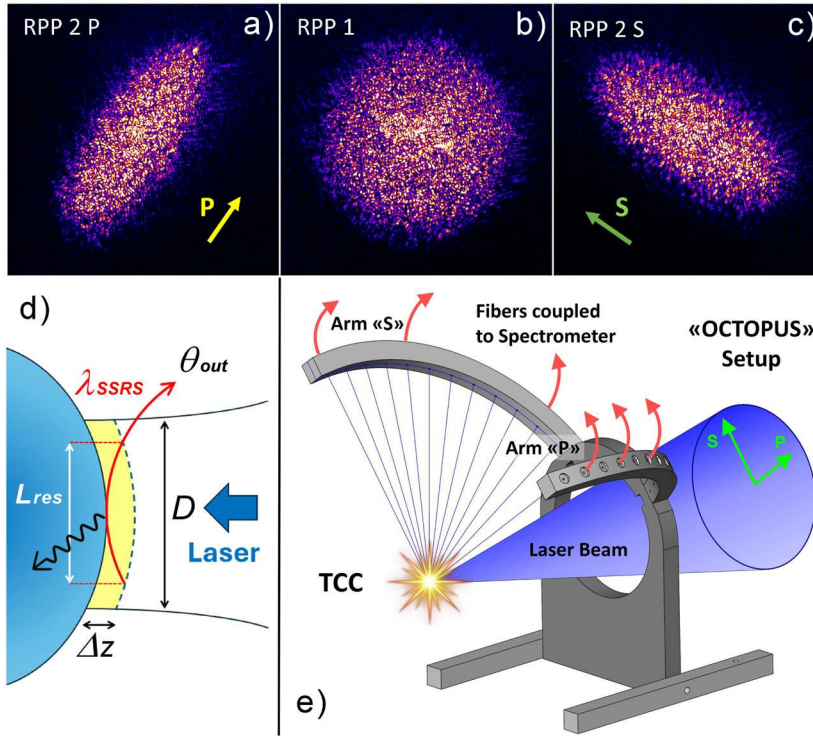 RPP 2 P
a)
P
RPP 1
b)
RPP 2 S
c)
S
d)
θout
λSSRS
Lres
D
Laser
Δz
Arm «S»
Fibers coupled
to Spectrometer
«OCTOPUS»
Setup
Arm «P»
S
P
Laser Beam
TCC
e)